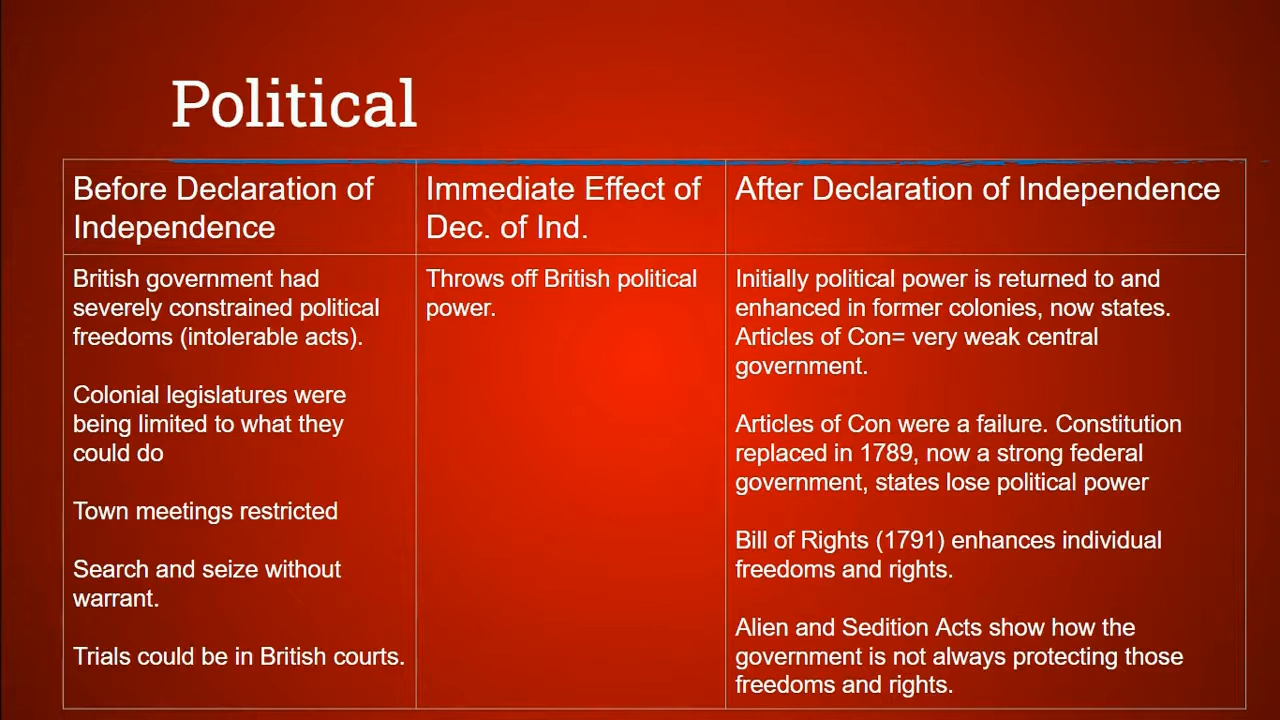 Political
Before Declaration of
Independence
Immediate Effect of
Dec. of Ind.
After Declaration of Independence
British government had
severely constrained political
freedoms (intolerable acts).
Colonial legislatures were
being limited to what they
could do
Town meetings restricted
Search and seize without
warrant.
Trials could be in British courts.
Throws off British political
power.
Initially political power is returned to and
enhanced in former colonies, now states.
Articles of Con= very weak central
government.
Articles of Con were a failure. Constitution
replaced in 1789, now a strong federal
government, states lose political power
Bill of Rights (1791) enhances individual
freedoms and rights.
Alien and Sedition Acts show how the
government is not always protecting those
freedoms and rights.